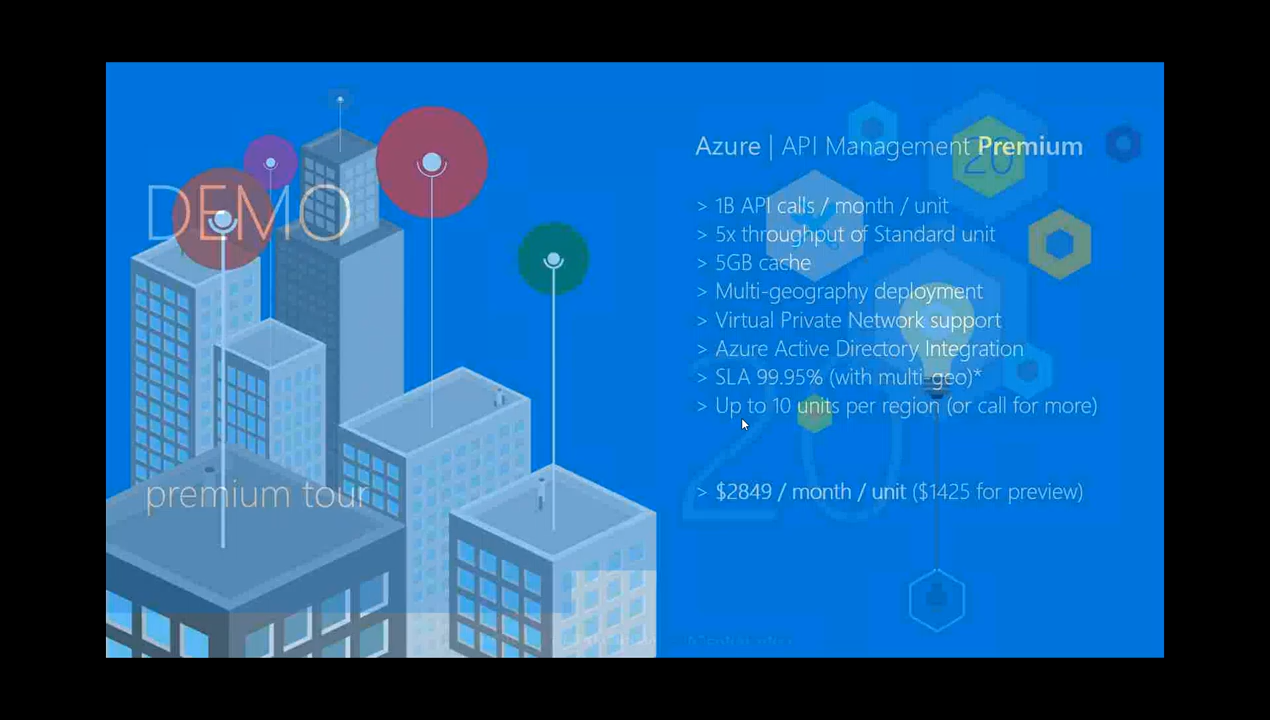 DEMO
premium tour
Azure | API Management Premium
20
> 1B API calls / month / unit
> 5x throughput of Standard unit
> 5GB cache
> Multi-geography deployment
> Virtual Private Network support
> Azure Active Directory Integration
> SLA 99.95% (with multi-geo)*
> Up to 10 units per region (or call for more)
20
> $2849 / month / unit ($1425 for preview)